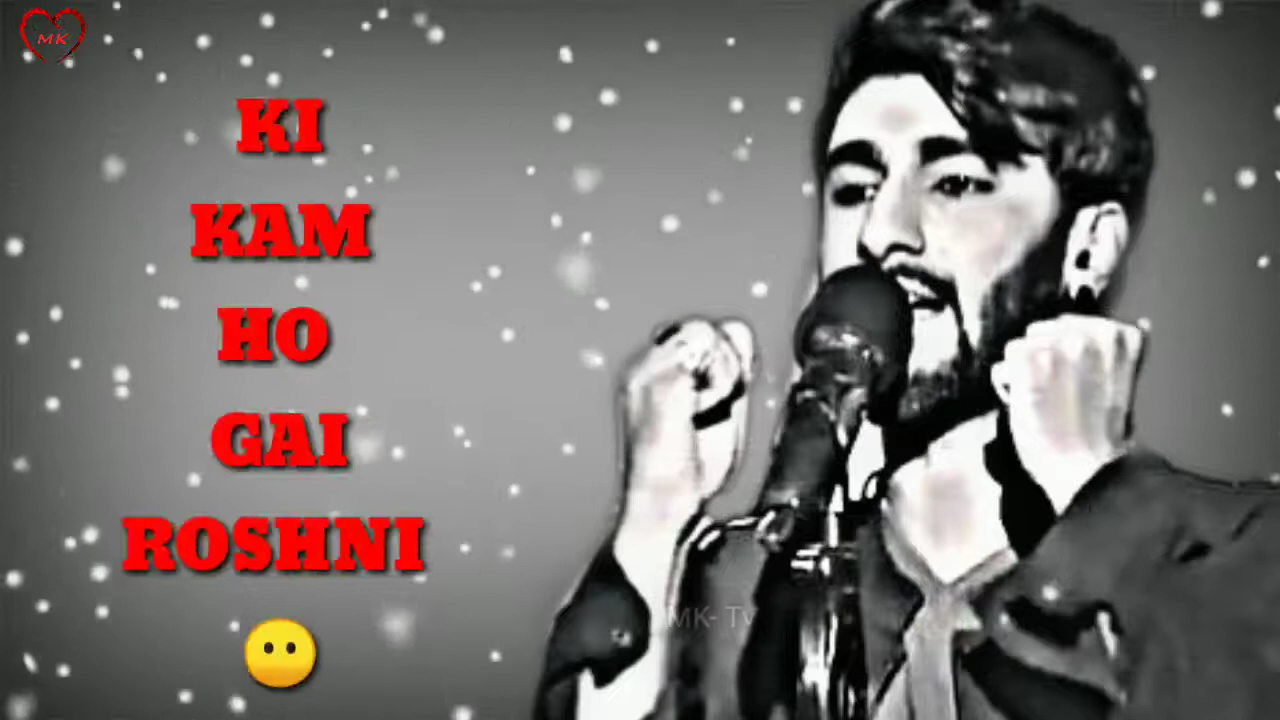 MK
KI
KAM
HO
GAI
ROSHNI
😶
MK- Tv